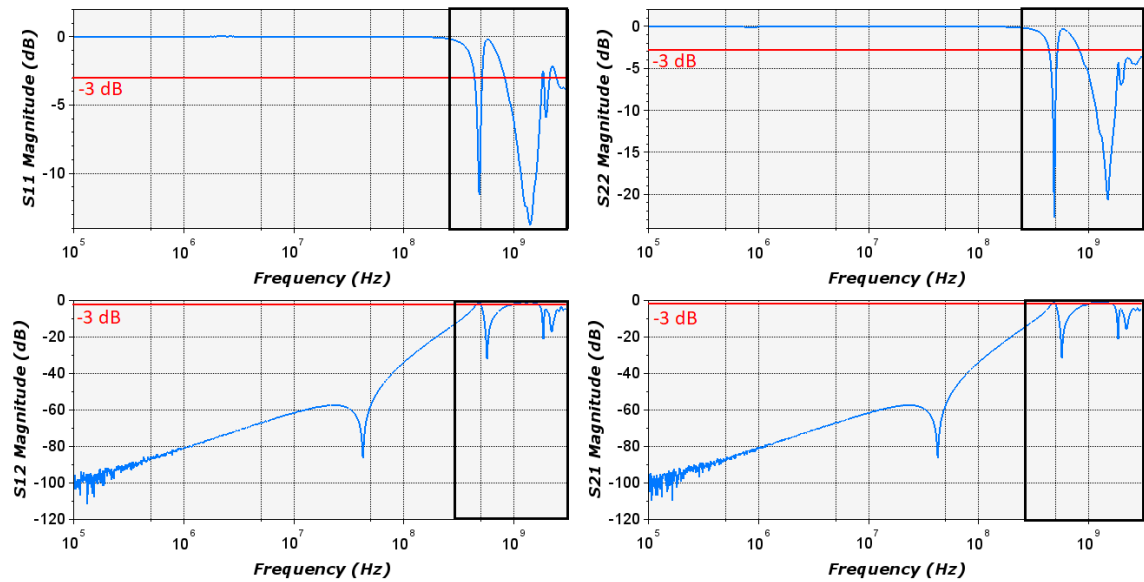 S11 Magnitude (dB)
0
-5
-10
-3 dB
10^5 10^6 10^7 10^8 10^9
Frequency (Hz)
S22 Magnitude (dB)
0
-5
-10
-15
-20
-3 dB
10^5 10^6 10^7 10^8 10^9
Frequency (Hz)
S12 Magnitude (dB)
0
-20
-40
-60
-80
-100
-120
-3 dB
10^5 10^6 10^7 10^8 10^9
Frequency (Hz)
S21 Magnitude (dB)
0
-20
-40
-60
-80
-100
-120
-3 dB
10^5 10^6 10^7 10^8 10^9
Frequency (Hz)